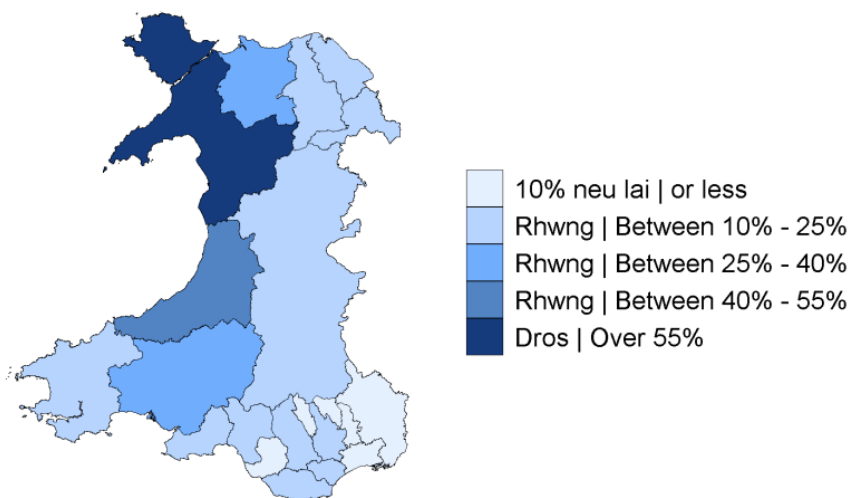 10% neu lai | or less
Rhwng | Between 10% - 25%
Rhwng | Between 25% - 40%
Rhwng | Between 40% - 55%
Dros | Over 55%